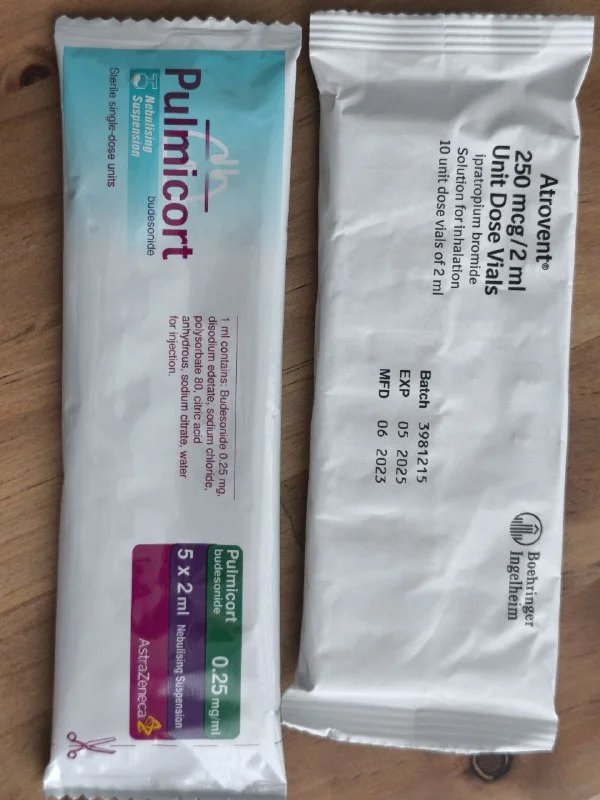 Pulmicort
budesonide
Nebulising
Suspension
Sterile single-dose units
1 ml contains: Budesonide 0.25 mg,
disodium edetate, sodium chloride,
polysorbate 80, citric acid
anhydrous, sodium citrate, water
for injection.
Pulmicort
budesonide
0.25 mg/ml
5 x 2 ml Nebulising Suspension
AstraZeneca
Atrovent®
250 mcg/2 ml
Unit Dose Vials
ipratropium bromide
Solution for inhalation
10 unit dose vials of 2 ml
Batch 3981215
EXP 05 2025
MFD 06 2023
Boehringer
Ingelheim